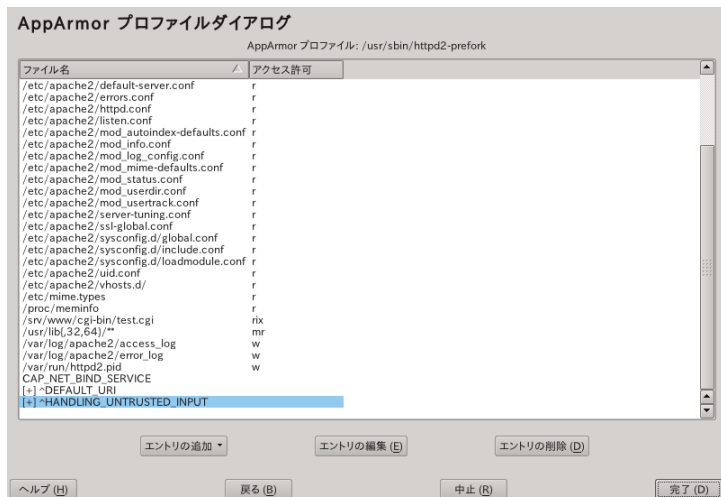 AppArmor プロファイルダイアログ
AppArmor プロファイル: /usr/sbin/httpd2-prefork
ファイル名 アクセス許可
/etc/apache2/default-server.conf r
/etc/apache2/errors.conf r
/etc/apache2/httpd.conf r
/etc/apache2/listen.conf r
/etc/apache2/mod_autoindex-defaults.conf r
/etc/apache2/mod_info.conf r
/etc/apache2/mod_log_config.conf r
/etc/apache2/mod_mime-defaults.conf r
/etc/apache2/mod_status.conf r
/etc/apache2/mod_userdir.conf r
/etc/apache2/mod_usertrack.conf r
/etc/apache2/server-tuning.conf r
/etc/apache2/ssl-global.conf r
/etc/apache2/sysconfig.d/global.conf r
/etc/apache2/sysconfig.d/include.conf r
/etc/apache2/sysconfig.d/loadmodule.conf r
/etc/apache2/uid.conf r
/etc/apache2/vhosts.d/ r
/etc/mime.types r
/proc/meminfo r
/srv/www/cgi-bin/test.cgi rix
/usr/lib{,32,64}/** mr
/var/log/apache2/access_log w
/var/log/apache2/error_log w
/var/run/httpd2.pid w
CAP_NET_BIND_SERVICE
[+] ^DEFAULT_URI
[+] ^HANDLING_UNTRUSTED_INPUT
エントリの追加 エントリの編集 (E) エントリの削除 (D)
ヘルプ (H) 戻る (B) 中止 (R) 完了 (D)